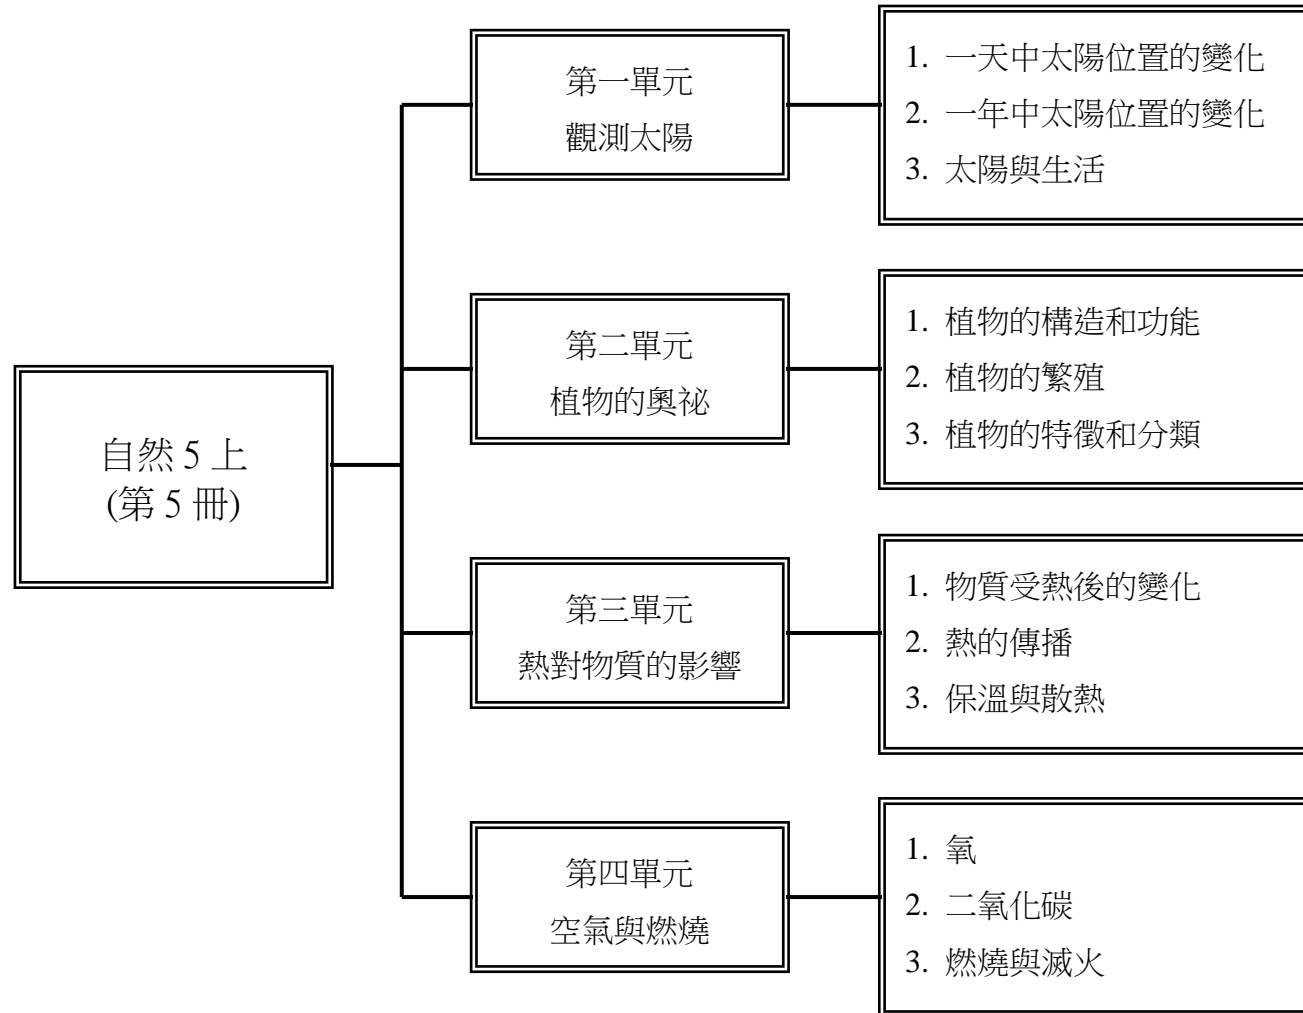 自然 5 上
(第 5 冊)
第一單元
觀測太陽
1. 一天中太陽位置的變化
2. 一年中太陽位置的變化
3. 太陽與生活
第二單元
植物的奧祕
1. 植物的構造和功能
2. 植物的繁殖
3. 植物的特徵和分類
第三單元
熱對物質的影響
1. 物質受熱後的變化
2. 熱的傳播
3. 保溫與散熱
第四單元
空氣與燃燒
1. 氧
2. 二氧化碳
3. 燃燒與滅火